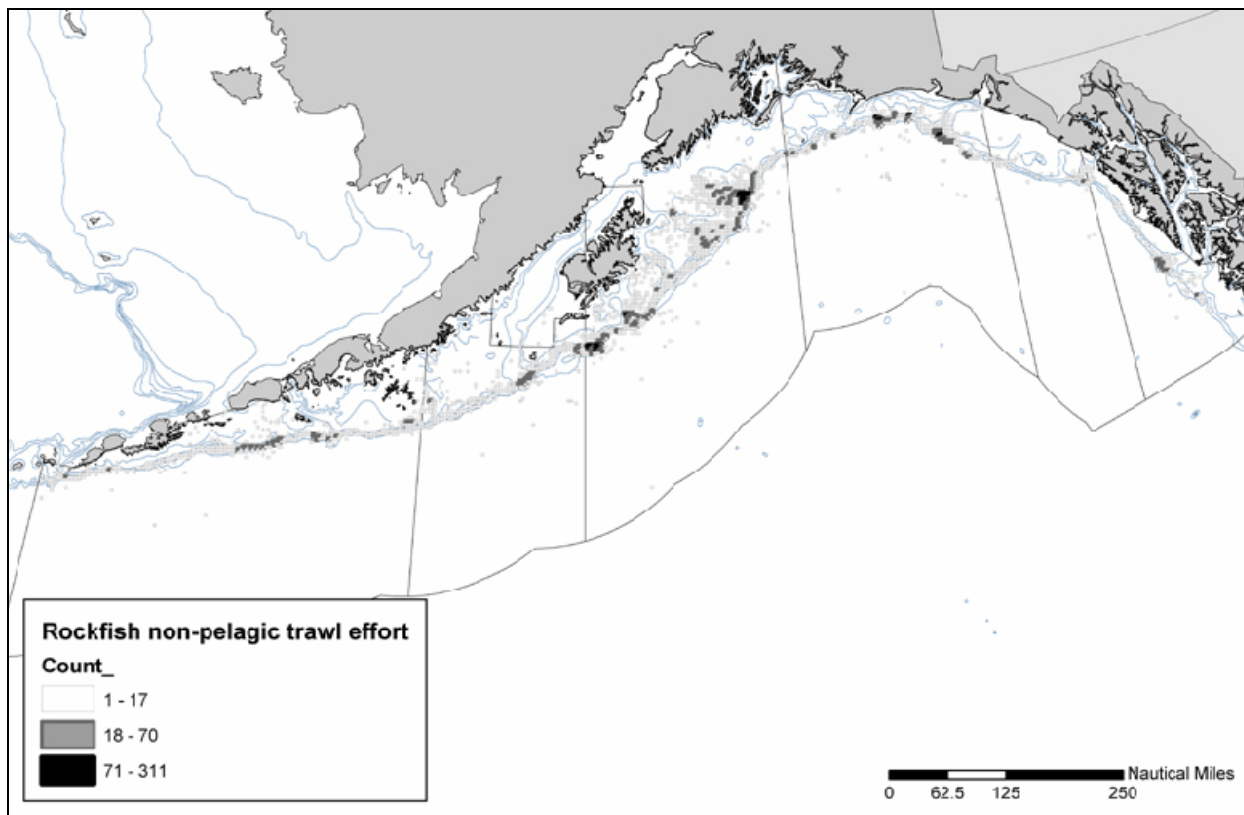 Rockfish non-pelagic trawl effort
Count_
1 - 17
18 - 70
71 - 311
Nautical Miles
0 62.5 125 250